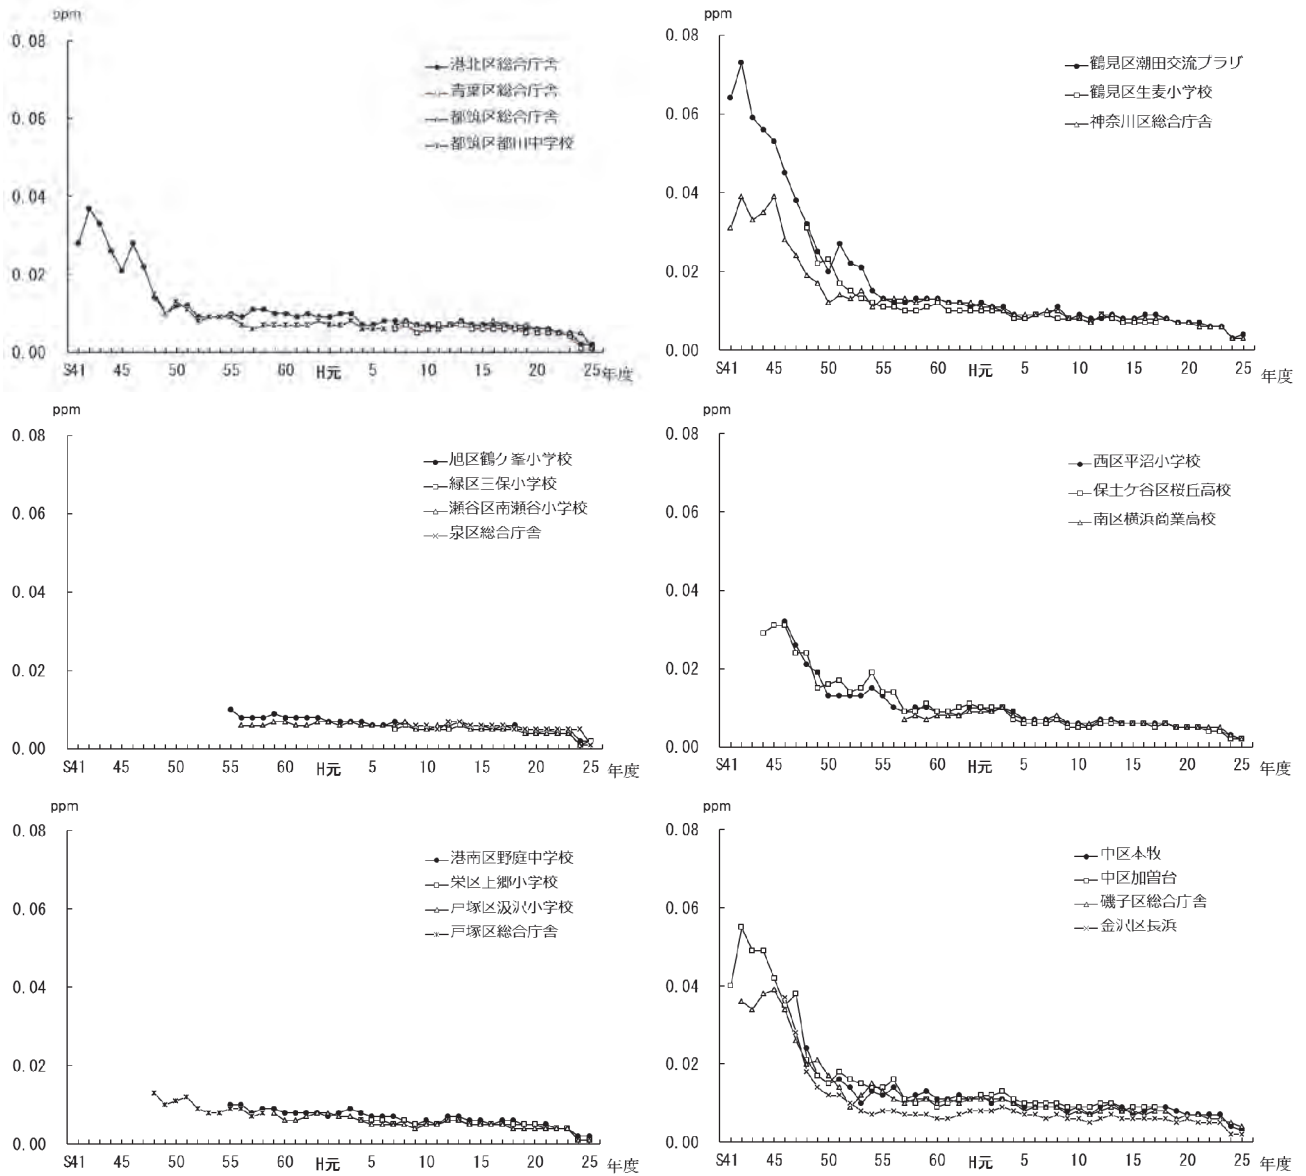 ppm
0.08
0.06
0.04
0.02
0.00
港北区総合庁舎
青葉区総合庁舎
都筑区総合庁舎
都筑区都田中学校
S41 45 50 55 60 H元 5 10 15 20 25 年度
ppm
0.08
0.06
0.04
0.02
0.00
鶴見区潮田交流プラザ
鶴見区生麦小学校
神奈川区総合庁舎
S41 45 50 55 60 H元 5 10 15 20 25 年度
ppm
0.08
0.06
0.04
0.02
0.00
旭区鶴ケ峯小学校
緑区三保小学校
瀬谷区南瀬谷小学校
泉区総合庁舎
S41 45 50 55 60 H元 5 10 15 20 25 年度
ppm
0.08
0.06
0.04
0.02
0.00
西区平沼小学校
保土ケ谷区桜丘高校
南区横浜商業高校
S41 45 50 55 60 H元 5 10 15 20 25 年度
ppm
0.08
0.06
0.04
0.02
0.00
港南区野庭中学校
栄区上郷小学校
戸塚区汲沢小学校
戸塚区総合庁舎
S41 45 50 55 60 H元 5 10 15 20 25 年度
ppm
0.08
0.06
0.04
0.02
0.00
中区本牧
中区加曽台
磯子区総合庁舎
金沢区長浜
S41 45 50 55 60 H元 5 10 15 20 25 年度